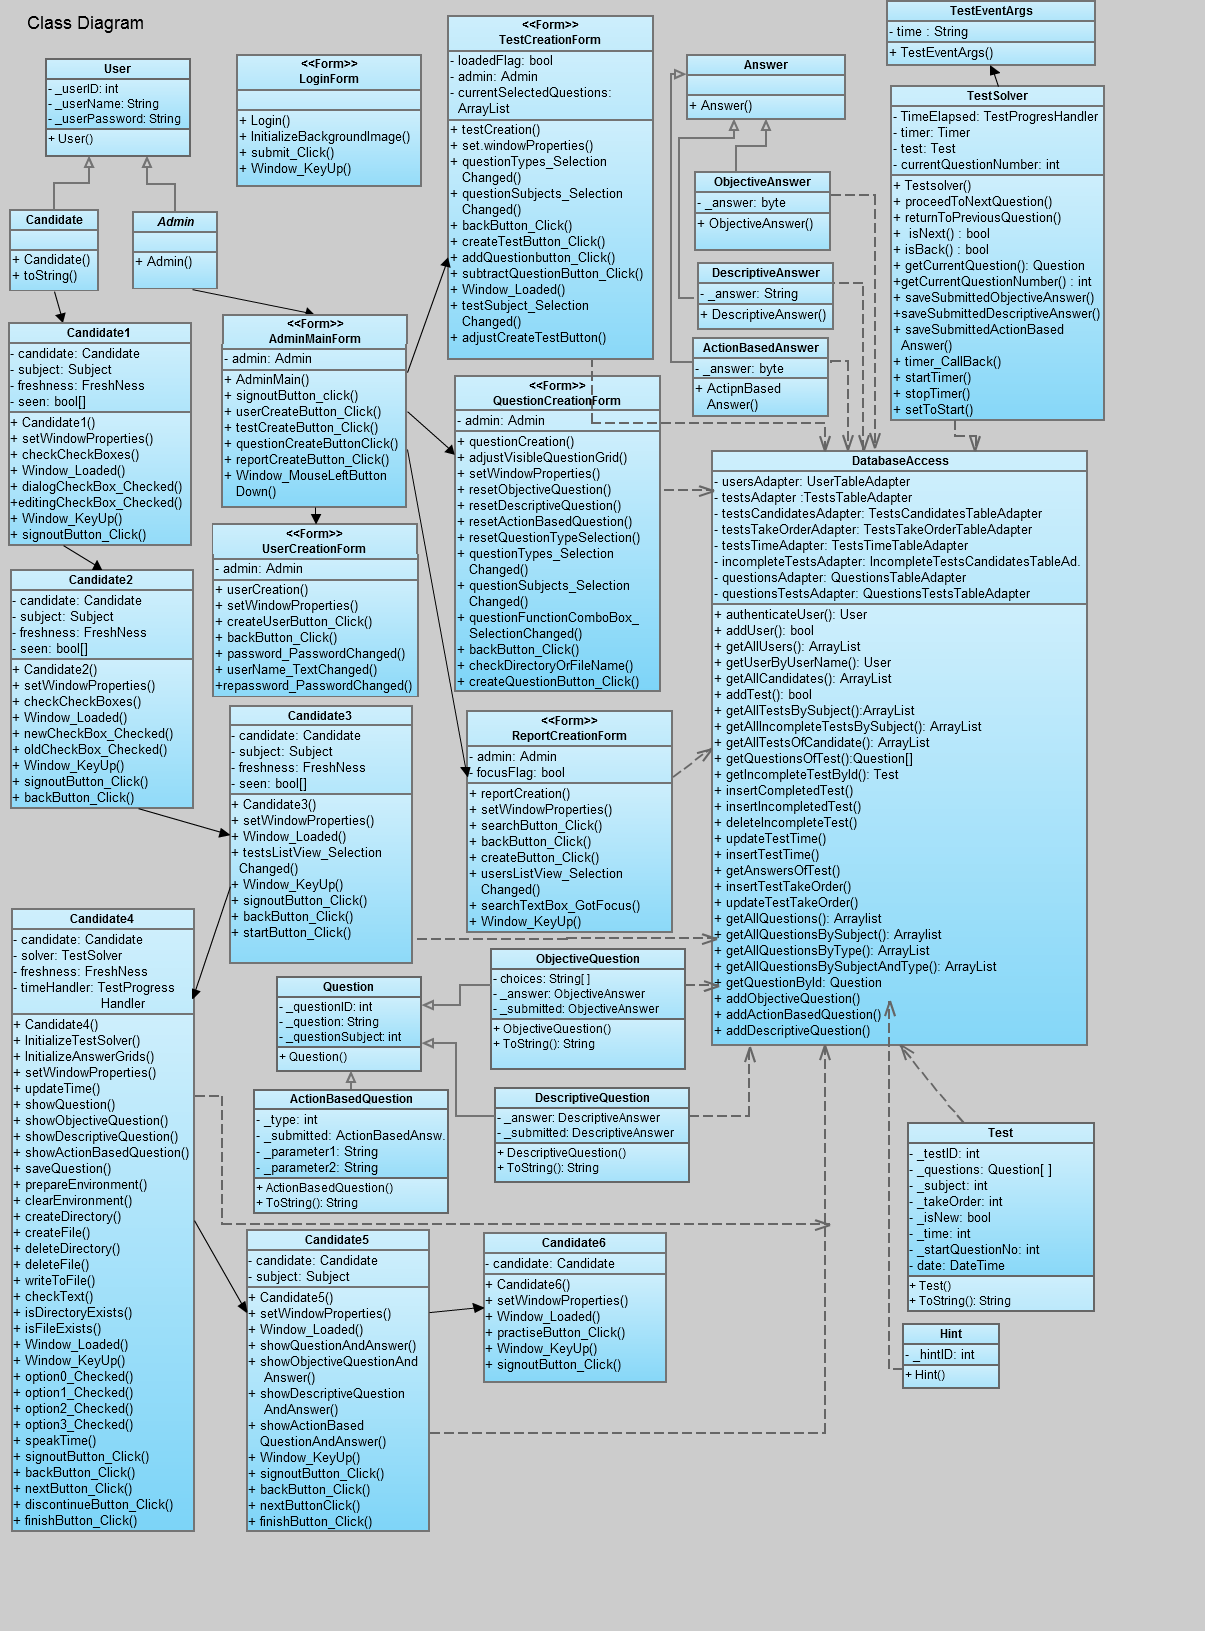 Class Diagram
User
- _userID: int
- _userName: String
- _userPassword: String
+ User()
<<Form>>
LoginForm
+ Login()
+ InitializeBackgroundImage()
+ submit_Click()
+ Window_KeyUp()
<<Form>>
TestCreationForm
- loadedFlag: bool
- admin: Admin
- currentSelectedQuestions:
ArrayList
+ testCreation()
+ set.windowProperties()
+ questionTypes_Selection
Changed()
+ questionSubjects_Selection
Changed()
+ backButton_Click()
+ createTestButton_Click()
+ addQuestionbutton_Click()
+ subtractQuestionButton_Click()
+ Window_Loaded()
+ testSubject_Selection
Changed()
+ adjustCreateTestButton()
Answer
+ Answer()
TestEventArgs
- time : String
+ TestEventArgs()
TestSolver
- TimeElapsed: TestProgresHandler
- timer: Timer
- test: Test
- currentQuestionNumber: int
+ Testsolver()
+ proceedToNextQuestion()
+ returnToPreviousQuestion()
+ isNext() : bool
+ isBack() : bool
+ getCurrentQuestion(): Question
+getCurrentQuestionNumber() : int
+ saveSubmittedObjectiveAnswer()
+saveSubmittedDescriptiveAnswer()
+ saveSubmittedActionBased
Answer()
+ timer_CallBack()
+ startTimer()
+ stopTimer()
+ setToStart()
Candidate
+ Candidate()
+ toString()
Admin
+ Admin()
ObjectiveAnswer
- _answer: byte
+ ObjectiveAnswer()
DescriptiveAnswer
- _answer: String
+ DescriptiveAnswer()
ActionBasedAnswer
- _answer: byte
+ ActipnBased
Answer()
Candidate1
- candidate: Candidate
- subject: Subject
- freshness: FreshNess
- seen: bool[]
+ Candidate1()
+ setWindowProperties()
+ checkCheckBoxes()
+ Window_Loaded()
+ dialogCheckBox_Checked()
+editingCheckBox_Checked()
+ Window_KeyUp()
+ signoutButton_Click()
<<Form>>
AdminMainForm
- admin: Admin
+ AdminMain()
+ signoutButton_click()
+ userCreateButton_Click()
+ testCreateButton_Click()
+ questionCreateButtonClick()
+ reportCreateButton_Click()
+ Window_MouseLeftButton
Down()
<<Form>>
QuestionCreationForm
- admin: Admin
+ questionCreation()
+ adjustVisibleQuestionGrid()
+ setWindowProperties()
+ resetObjectiveQuestion()
+ resetDescriptiveQuestion()
+ resetActionBasedQuestion()
+ resetQuestionTypeSelection()
+ questionTypes_Selection
Changed()
+ questionSubjects_Selection
Changed()
+ questionFunctionComboBox_
SelectionChanged()
+ backButton_Click()
+ checkDirectoryOrFileName()
+ createQuestionButton_Click()
DatabaseAccess
- usersAdapter: UserTableAdapter
- testsAdapter :TestsTableAdapter
- testsCandidatesAdapter: TestsCandidatesTableAdapter
- testsTakeOrderAdapter: TestsTakeOrderTableAdapter
- testsTimeAdapter: TestsTimeTableAdapter
- incompleteTestsAdapter: IncompleteTestsCandidatesTableAd.
- questionsAdapter: QuestionsTableAdapter
- questionsTestsAdapter: QuestionsTestsTableAdapter
+ authenticateUser(): User
+ addUser(): bool
+ getAllUsers(): ArrayList
+ getUserByUserName(): User
+ getAllCandidates(): ArrayList
+ addTest(): bool
+ getAllTestsBySubject():ArrayList
+ getAllIncompleteTestsBySubject(): ArrayList
+ getAllTestsOfCandidate(): ArrayList
+ getQuestionsOfTest():Question[]
+ getIncompleteTestById(): Test
+ insertCompletedTest()
+ insertIncompletedTest()
+ deleteIncompleteTest()
+ updateTestTime()
+ insertTestTime()
+ getAnswersOfTest()
+ insertTestTakeOrder()
+ updateTestTakeOrder()
+ getAllQuestions(): Arraylist
+ getAllQuestionsBySubject(): Arraylist
+ getAllQuestionsByType(): ArrayList
+ getAllQuestionsBySubjectAndType(): ArrayList
+ getQuestionById: Question
+ addObjectiveQuestion()
+ addActionBasedQuestion()
+ addDescriptiveQuestion()
<<Form>>
UserCreationForm
- admin: Admin
+ userCreation()
+ setWindowProperties()
+ createUserButton_Click()
+ backButton_Click()
+ password_PasswordChanged()
+ userName_TextChanged()
+repassword_PasswordChanged()
Candidate2
- candidate: Candidate
- subject: Subject
- freshness: FreshNess
- seen: bool[]
+ Candidate2()
+ setWindowProperties()
+ checkCheckBoxes()
+ Window_Loaded()
+ newCheckBox_Checked()
+ oldCheckBox_Checked()
+ Window_KeyUp()
+ signoutButton_Click()
+ backButton_Click()
Candidate3
- candidate: Candidate
- subject: Subject
- freshness: FreshNess
- seen: bool[]
+ Candidate3()
+ setWindowProperties()
+ Window_Loaded()
+ testsListView_Selection
Changed()
+ Window_KeyUp()
+ signoutButton_Click()
+ backButton_Click()
+ startButton_Click()
<<Form>>
ReportCreationForm
- admin: Admin
- focusFlag: bool
+ reportCreation()
+ setWindowProperties()
+ searchButton_Click()
+ backButton_Click()
+ createButton_Click()
+ usersListView_Selection
Changed()
+ searchTextBox_GotFocus()
+ Window_KeyUp()
Candidate4
- candidate: Candidate
- solver: TestSolver
- freshness: FreshNess
- timeHandler: TestProgress
Handler
+ Candidate4()
+ InitializeTestSolver()
+ InitializeAnswerGrids()
+ setWindowProperties()
+ updateTime()
+ showQuestion()
+ showObjectiveQuestion()
+ showDescriptiveQuestion()
+ showActionBasedQuestion()
+ saveQuestion()
+ prepareEnvironment()
+ clearEnvironment()
+ createDirectory()
+ createFile()
+ deleteDirectory()
+ deleteFile()
+ writeToFile()
+ checkText()
+ isDirectoryExists()
+ isFileExists()
+ Window_Loaded()
+ Window_KeyUp()
+ option0_Checked()
+ option1_Checked()
+ option2_Checked()
+ option3_Checked()
+ speakTime()
+ signoutButton_Click()
+ backButton_Click()
+ nextButton_Click()
+ discontinueButton_Click()
+ finishButton_Click()
Question
- _questionID: int
- _question: String
- _questionSubject: int
+ Question()
ObjectiveQuestion
- choices: String[ ]
- _answer: ObjectiveAnswer
- _submitted: ObjectiveAnswer
+ ObjectiveQuestion()
+ ToString(): String
ActionBasedQuestion
- _type: int
- _submitted: ActionBasedAnsw.
- _parameter1: String
- _parameter2: String
+ ActionBasedQuestion()
+ ToString(): String
DescriptiveQuestion
- _answer: DescriptiveAnswer
- _submitted: DescriptiveAnswer
+ DescriptiveQuestion()
+ ToString(): String
Test
- _testID: int
- _questions: Question[ ]
- _subject: int
- _takeOrder: int
- _isNew: bool
- _time: int
- _startQuestionNo: int
- date: DateTime
+ Test()
+ ToString(): String
Candidate5
- candidate: Candidate
- subject: Subject
+ Candidate5()
+ setWindowProperties()
+ Window_Loaded()
+ showQuestionAndAnswer()
+ showObjectiveQuestionAnd
Answer()
+ showDescriptiveQuestion
AndAnswer()
+ showActionBased
QuestionAndAnswer()
+ Window_KeyUp()
+ signoutButton_Click()
+ backButton_Click()
+ nextButtonClick()
+ finishButton_Click()
Candidate6
- candidate: Candidate
+ Candidate6()
+ setWindowProperties()
+ Window_Loaded()
+ practiseButton_Click()
+ Window_KeyUp()
+ signoutButton_Click()
Hint
- _hintID: int
+ Hint()